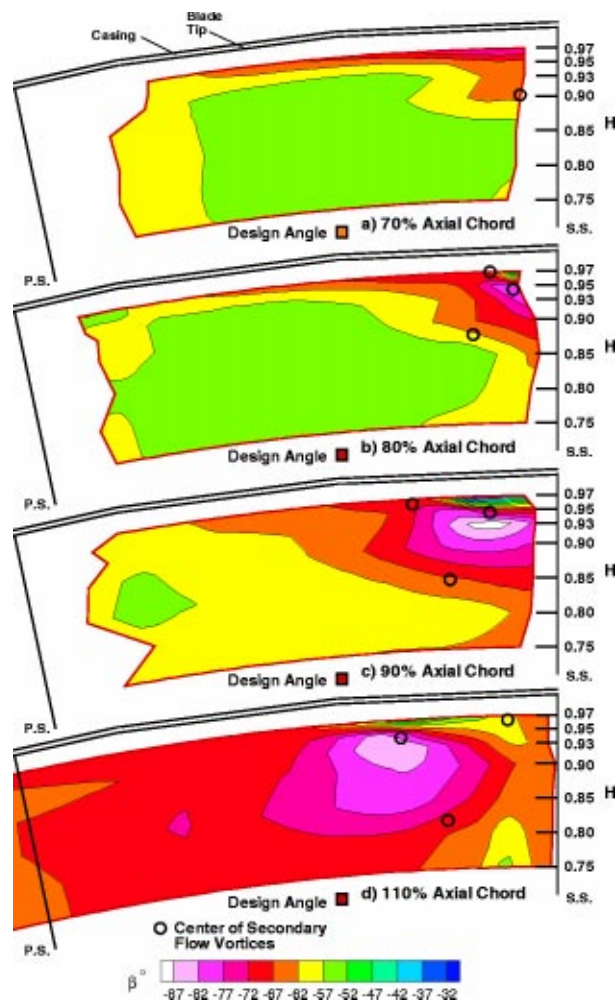 Blade
Tip
Casing
0.97
0.95
0.93
0.90
0.85
H
0.80
0.75
Design Angle a) 70% Axial Chord
S.S.
P.S.
0.97
0.95
0.93
0.90
0.85
H
0.80
0.75
b) 80% Axial Chord
Design Angle
S.S.
P.S.
0.97
0.95
0.93
0.90
0.85
H
0.80
0.75
c) 90% Axial Chord
Design Angle
S.S.
P.S.
0.97
0.95
0.93
0.90
0.85
H
0.80
0.75
d) 110% Axial Chord
Design Angle
S.S.
P.S.
Center of Secondary
Flow Vortices
β°
-87 -82 -77 -72 -67 -62 -57 -52 -47 -42 -37 -32